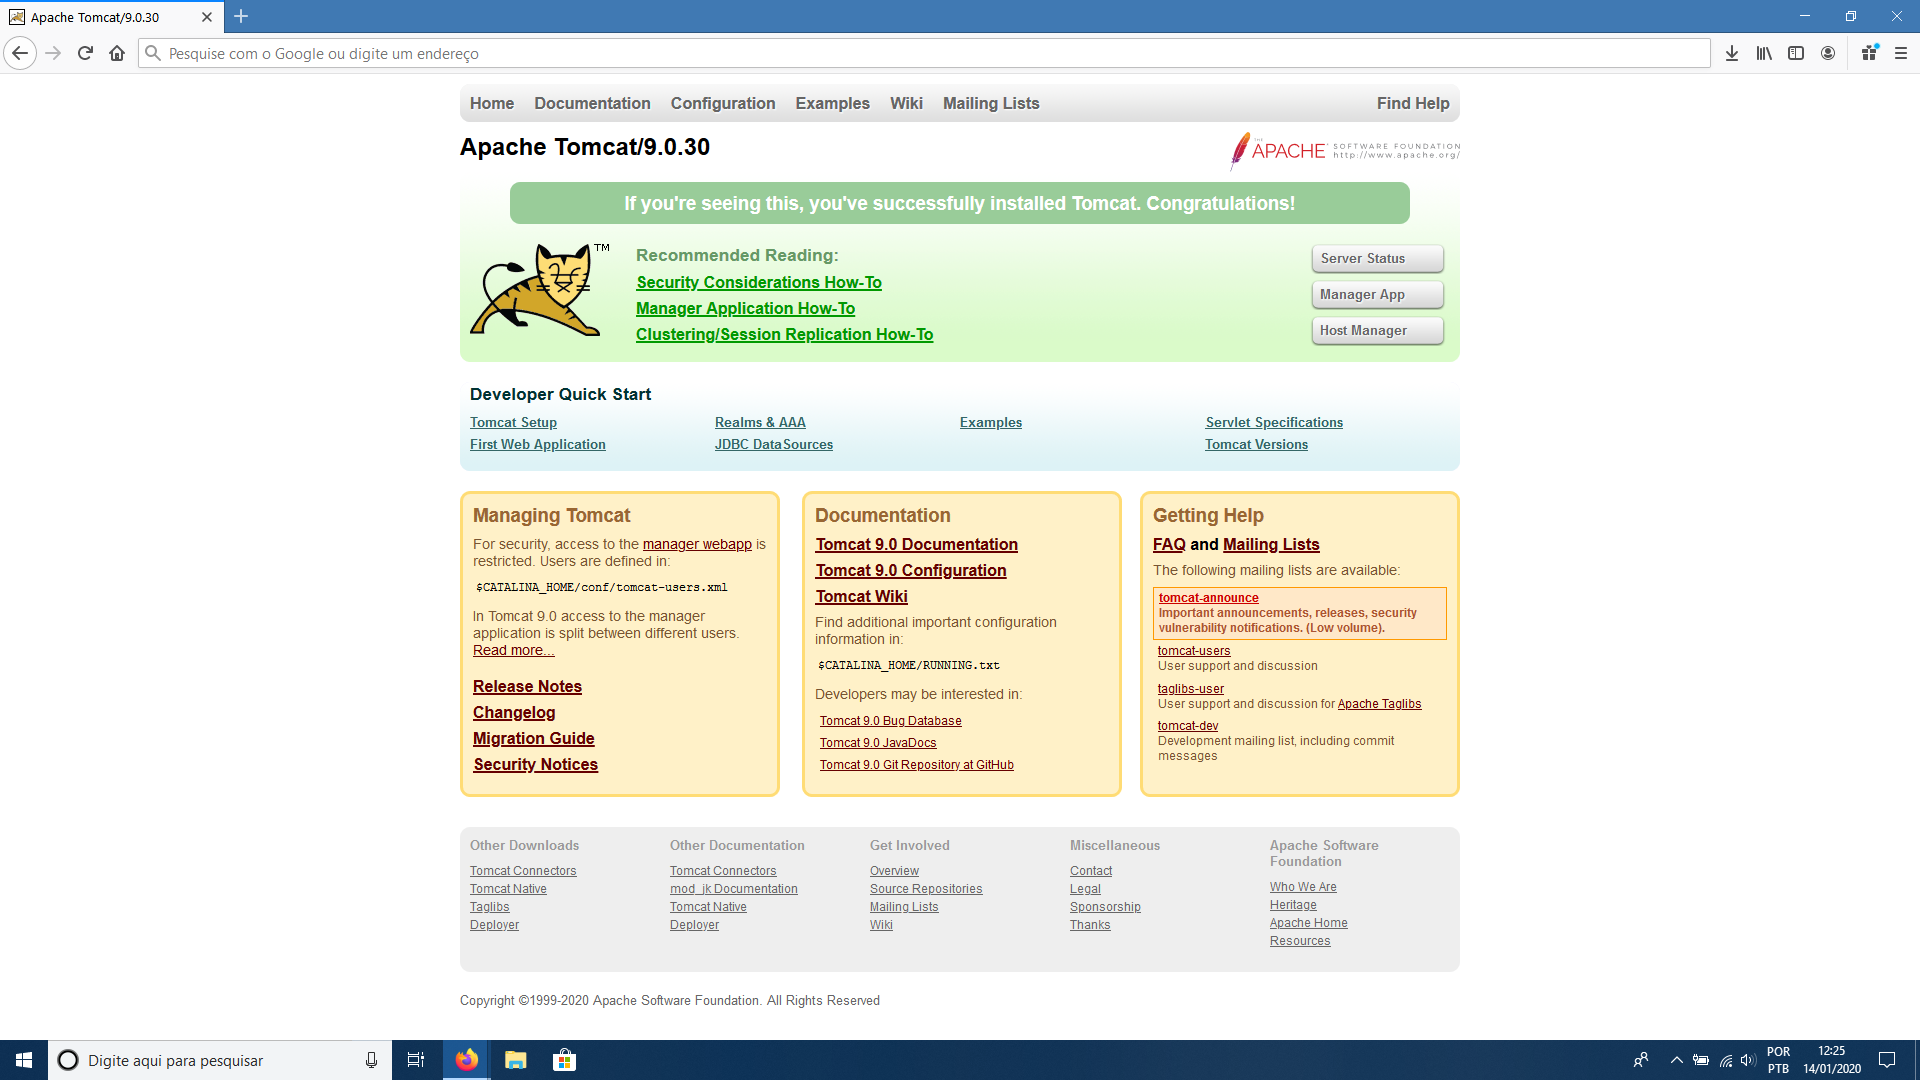 Apache Tomcat/9.0.30
Pesquise com o Google ou digite um endereço
Home Documentation Configuration Examples Wiki Mailing Lists Find Help
Apache Tomcat/9.0.30
APACHE SOFTWARE FOUNDATION
http://www.apache.org/
If you're seeing this, you've successfully installed Tomcat. Congratulations!
TM
Recommended Reading:
Security Considerations How-To
Manager Application How-To
Clustering/Session Replication How-To
Server Status
Manager App
Host Manager
Developer Quick Start
Tomcat Setup
First Web Application
Realms & AAA
JDBC DataSources
Examples
Servlet Specifications
Tomcat Versions
Managing Tomcat
For security, access to the manager webapp is
restricted. Users are defined in:
$CATALINA_HOME/conf/tomcat-users.xml
In Tomcat 9.0 access to the manager
application is split between different users.
Read more...
Release Notes
Changelog
Migration Guide
Security Notices
Documentation
Tomcat 9.0 Documentation
Tomcat 9.0 Configuration
Tomcat Wiki
Find additional important configuration
information in:
$CATALINA_HOME/RUNNING.txt
Developers may be interested in:
Tomcat 9.0 Bug Database
Tomcat 9.0 JavaDocs
Tomcat 9.0 Git Repository at GitHub
Getting Help
FAQ and Mailing Lists
The following mailing lists are available:
tomcat-announce
Important announcements, releases, security
vulnerability notifications. (Low volume).
tomcat-users
User support and discussion
taglibs-user
User support and discussion for Apache Taglibs
tomcat-dev
Development mailing list, including commit
messages
Other Downloads
Tomcat Connectors
Tomcat Native
Taglibs
Deployer
Other Documentation
Tomcat Connectors
mod_jk Documentation
Tomcat Native
Deployer
Get Involved
Overview
Source Repositories
Mailing Lists
Wiki
Miscellaneous
Contact
Legal
Sponsorship
Thanks
Apache Software
Foundation
Who We Are
Heritage
Apache Home
Resources
Copyright ©1999-2020 Apache Software Foundation. All Rights Reserved
Digite aqui para pesquisar
POR
PTB
12:25
14/01/2020